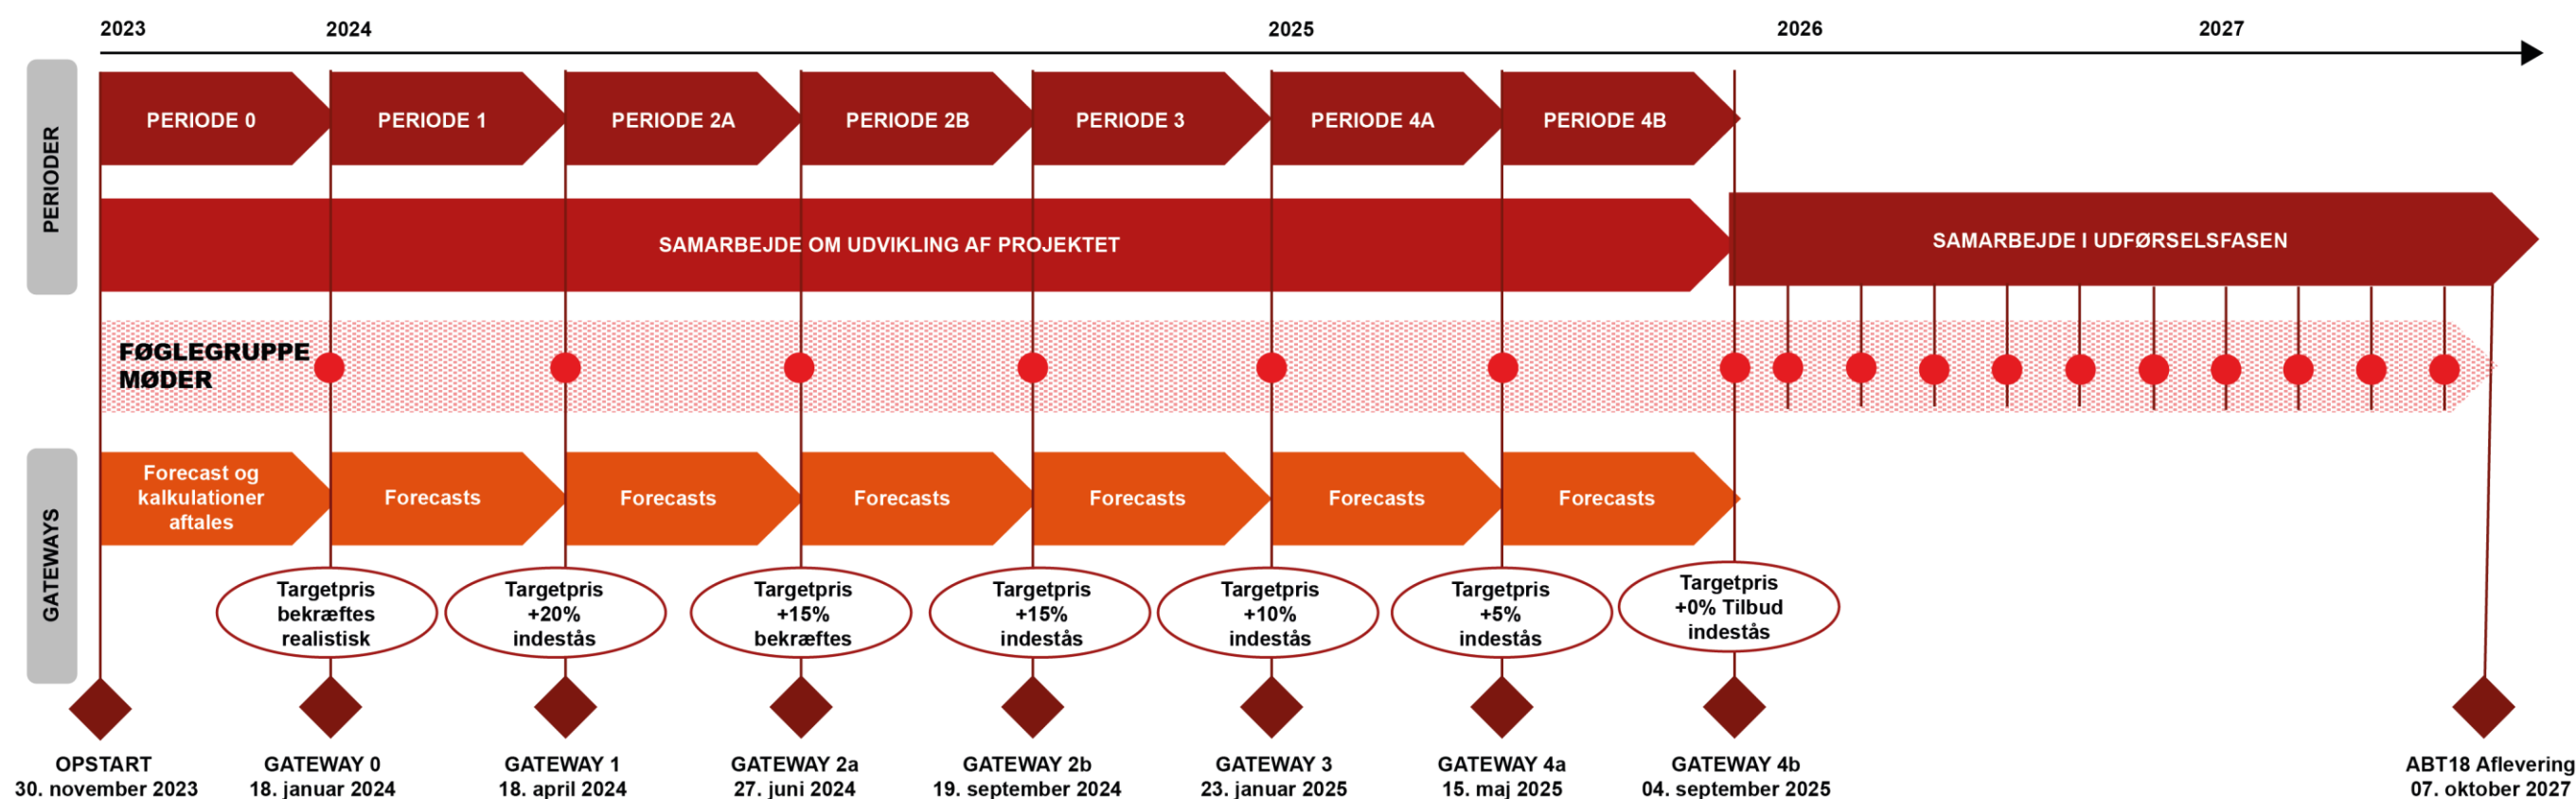 2023
2024
2025
2026
2027
PERIODER
PERIODE 0
PERIODE 1
PERIODE 2A
PERIODE 2B
PERIODE 3
PERIODE 4A
PERIODE 4B
SAMARBEJDE OM UDVIKLING AF PROJEKTET
SAMARBEJDE I UDFØRSELSFASEN
FØGLEGRUPPE
MØDER
GATEWAYS
Forecast og
kalkulationer
aftales
Forecasts
Forecasts
Forecasts
Forecasts
Forecasts
Forecasts
Targetpris
bekræftes
realistisk
Targetpris
+20%
indestås
Targetpris
+15%
bekræftes
Targetpris
+15%
indestås
Targetpris
+10%
indestås
Targetpris
+5%
indestås
Targetpris
+0% Tilbud
indestås
OPSTART
30. november 2023
GATEWAY 0
18. januar 2024
GATEWAY 1
18. april 2024
GATEWAY 2a
27. juni 2024
GATEWAY 2b
19. september 2024
GATEWAY 3
23. januar 2025
GATEWAY 4a
15. maj 2025
GATEWAY 4b
04. september 2025
ABT18 Aflevering
07. oktober 2027